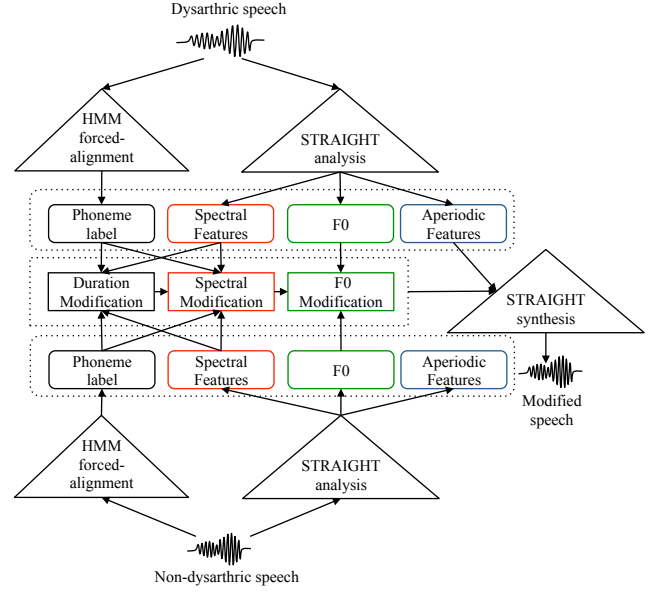 Dysarthric speech
HMM
forced-
alignment
STRAIGHT
analysis
Phoneme
label
Spectral
Features
F0
Aperiodic
Features
Duration
Modification
Spectral
Modification
F0
Modification
STRAIGHT
synthesis
Phoneme
label
Spectral
Features
F0
Aperiodic
Features
Modified
speech
HMM
forced-
alignment
STRAIGHT
analysis
Non-dysarthric speech